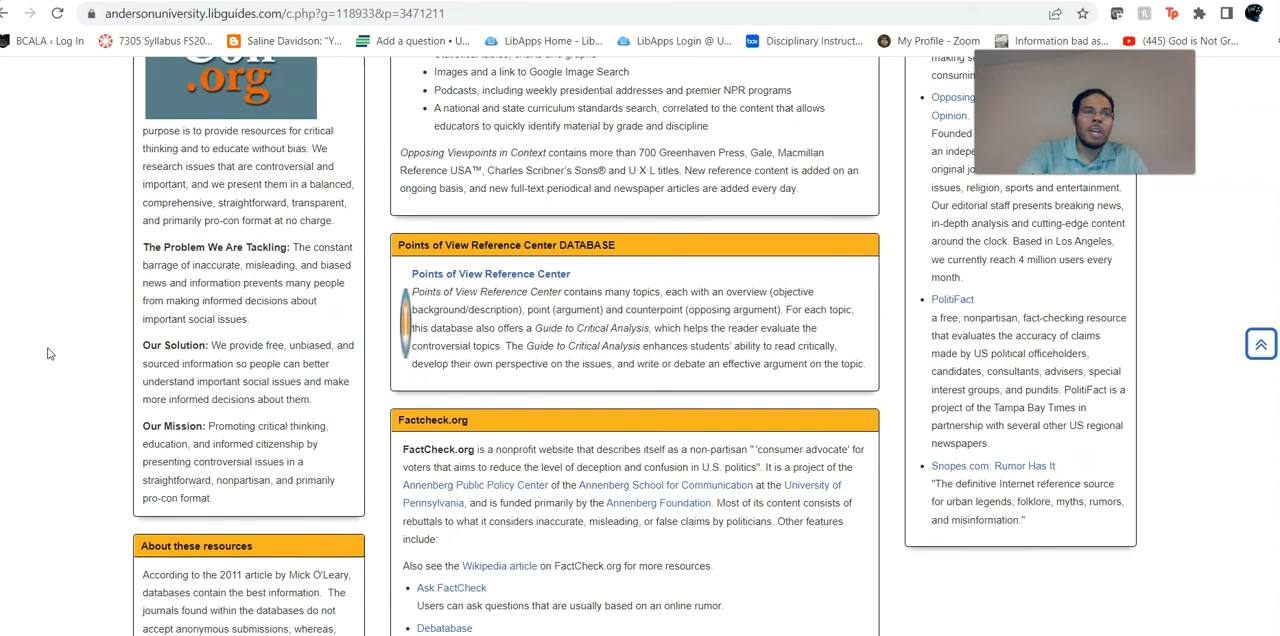 andersonuniversity.libguides.com/c.php?g=118933&p=3471211
BCALA ‹ Log In
7305 Syllabus FS20...
Saline Davidson: "Y...
Add a question • U...
LibApps Home - Lib...
LibApps Login @ U...
Disciplinary Instruct...
My Profile - Zoom
Information bad as...
(445) God is Not Gr...
.org
purpose is to provide resources for critical
thinking and to educate without bias. We
research issues that are controversial and
important, and we present them in a balanced,
comprehensive, straightforward, transparent,
and primarily pro-con format at no charge.
The Problem We Are Tackling: The constant
barrage of inaccurate, misleading, and biased
news and information prevents many people
from making informed decisions about
important social issues.
Our Solution: We provide free, unbiased, and
sourced information so people can better
understand important social issues and make
more informed decisions about them.
Our Mission: Promoting critical thinking,
education, and informed citizenship by
presenting controversial issues in a
straightforward, nonpartisan, and primarily
pro-con format.
About these resources
According to the 2011 article by Mick O'Leary,
databases contain the best information. The
journals found within the databases do not
accept anonymous submissions; whereas,
• Images and a link to Google Image Search
• Podcasts, including weekly presidential addresses and premier NPR programs
• A national and state curriculum standards search, correlated to the content that allows
educators to quickly identify material by grade and discipline
Opposing Viewpoints in Context contains more than 700 Greenhaven Press, Gale, Macmillan
Reference USA™, Charles Scribner's Sons® and U·X·L titles. New reference content is added on an
ongoing basis, and new full-text periodical and newspaper articles are added every day.
Points of View Reference Center DATABASE
Points of View Reference Center
Points of View Reference Center contains many topics, each with an overview (objective
background/description), point (argument) and counterpoint (opposing argument). For each topic,
this database also offers a Guide to Critical Analysis, which helps the reader evaluate the
controversial topics. The Guide to Critical Analysis enhances students' ability to read critically,
develop their own perspective on the issues, and write or debate an effective argument on the topic.
Factcheck.org
FactCheck.org is a nonprofit website that describes itself as a non-partisan "'consumer advocate' for
voters that aims to reduce the level of deception and confusion in U.S. politics". It is a project of the
Annenberg Public Policy Center of the Annenberg School for Communication at the University of
Pennsylvania, and is funded primarily by the Annenberg Foundation. Most of its content consists of
rebuttals to what it considers inaccurate, misleading, or false claims by politicians. Other features
include:
Also see the Wikipedia article on FactCheck.org for more resources.
• Ask FactCheck
Users can ask questions that are usually based on an online rumor.
• Debatabase
consuming
• Opposing
Opinion.
Founded
an indepe
original jo
issues, religion, sports and entertainment.
Our editorial staff presents breaking news,
in-depth analysis and cutting-edge content
around the clock. Based in Los Angeles,
we currently reach 4 million users every
month.
• PolitiFact
a free, nonpartisan, fact-checking resource
that evaluates the accuracy of claims
made by US political officeholders,
candidates, consultants, advisers, special
interest groups, and pundits. PolitiFact is a
project of the Tampa Bay Times in
partnership with several other US regional
newspapers.
• Snopes.com: Rumor Has It
"The definitive Internet reference source
for urban legends, folklore, myths, rumors,
and misinformation."